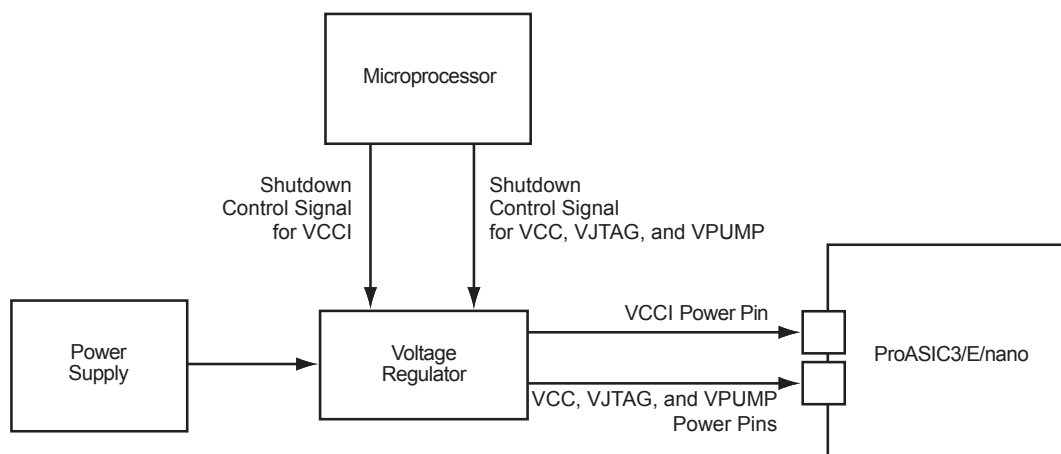 Microprocessor
Shutdown
Control Signal
for VCCI
Shutdown
Control Signal
for VCC, VJTAG, and VPUMP
Power
Supply
Voltage
Regulator
VCCI Power Pin
VCC, VJTAG, and VPUMP
Power Pins
ProASIC3/E/nano